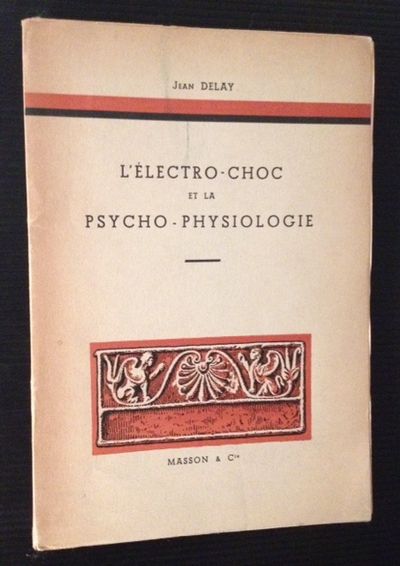 Jean DELAY
L'ÉLECTRO-CHOC
ET LA
PSYCHO-PHYSIOLOGIE
MASSON & Cie